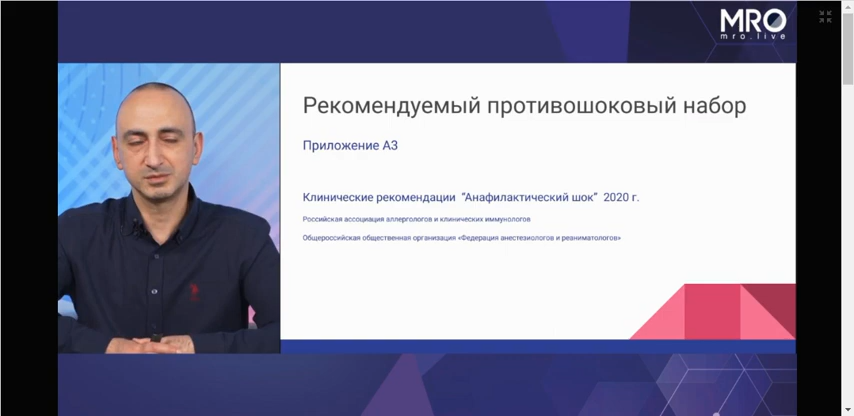 MRO
mro.live
Рекомендуемый противошоковый набор
Приложение А3
Клинические рекомендации “Анафилактический шок” 2020 г.
Российская ассоциация аллергологов и клинических иммунологов
Общероссийская общественная организация «Федерация анестезиологов и реаниматологов»